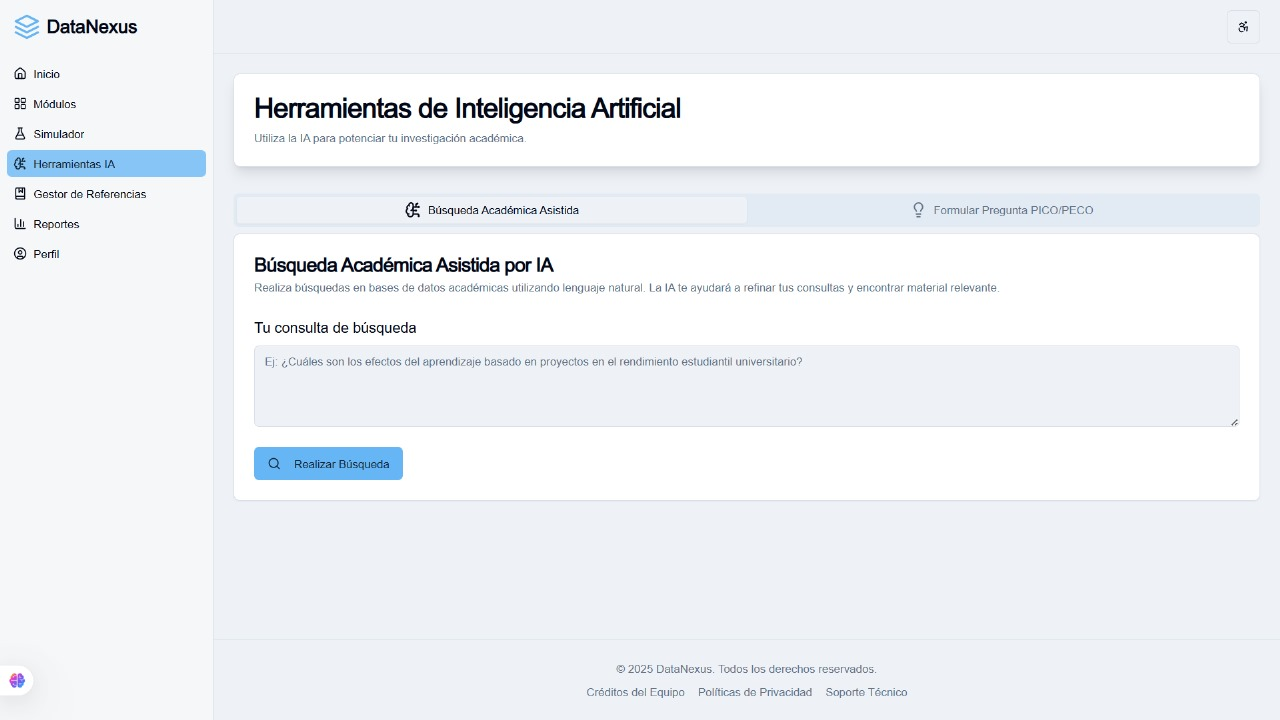 DataNexus
Inicio
Módulos
Simulador
Herramientas IA
Gestor de Referencias
Reportes
Perfil
Herramientas de Inteligencia Artificial
Utiliza la IA para potenciar tu investigación académica.
Búsqueda Académica Asistida
Formular Pregunta PICO/PECO
Búsqueda Académica Asistida por IA
Realiza búsquedas en bases de datos académicas utilizando lenguaje natural. La IA te ayudará a refinar tus consultas y encontrar material relevante.
Tu consulta de búsqueda
Ej: ¿Cuáles son los efectos del aprendizaje basado en proyectos en el rendimiento estudiantil universitario?
Realizar Búsqueda
© 2025 DataNexus. Todos los derechos reservados.
Créditos del Equipo Políticas de Privacidad Soporte Técnico